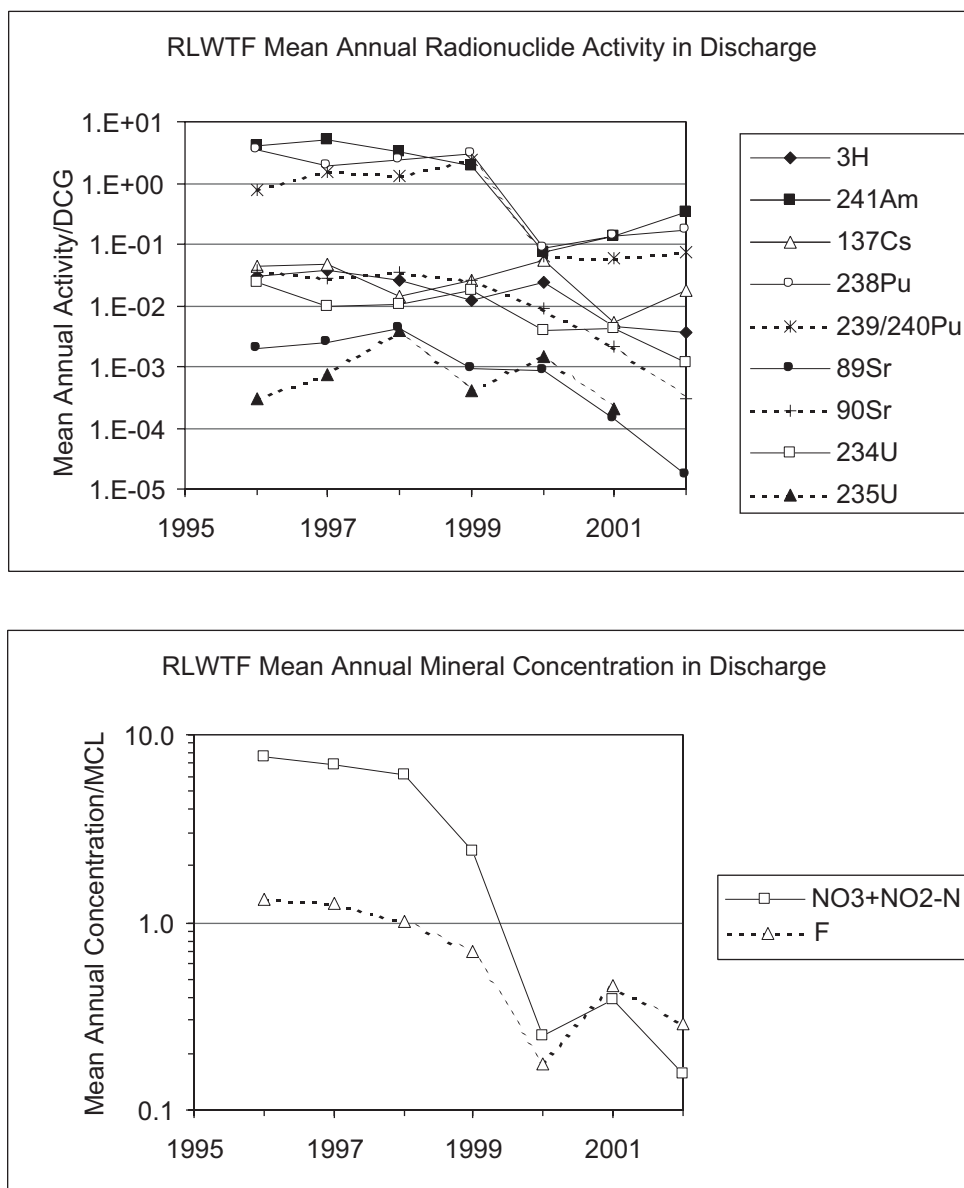 RLWTF Mean Annual Radionuclide Activity in Discharge
Mean Annual Activity/DCG
1.E+01
1.E+00
1.E-01
1.E-02
1.E-03
1.E-04
1.E-05
1995 1997 1999 2001
3H
241Am
137Cs
238Pu
239/240Pu
89Sr
90Sr
234U
235U
RLWTF Mean Annual Mineral Concentration in Discharge
Mean Annual Concentration/MCL
10.0
1.0
0.1
1995 1997 1999 2001
NO3+NO2-N
F